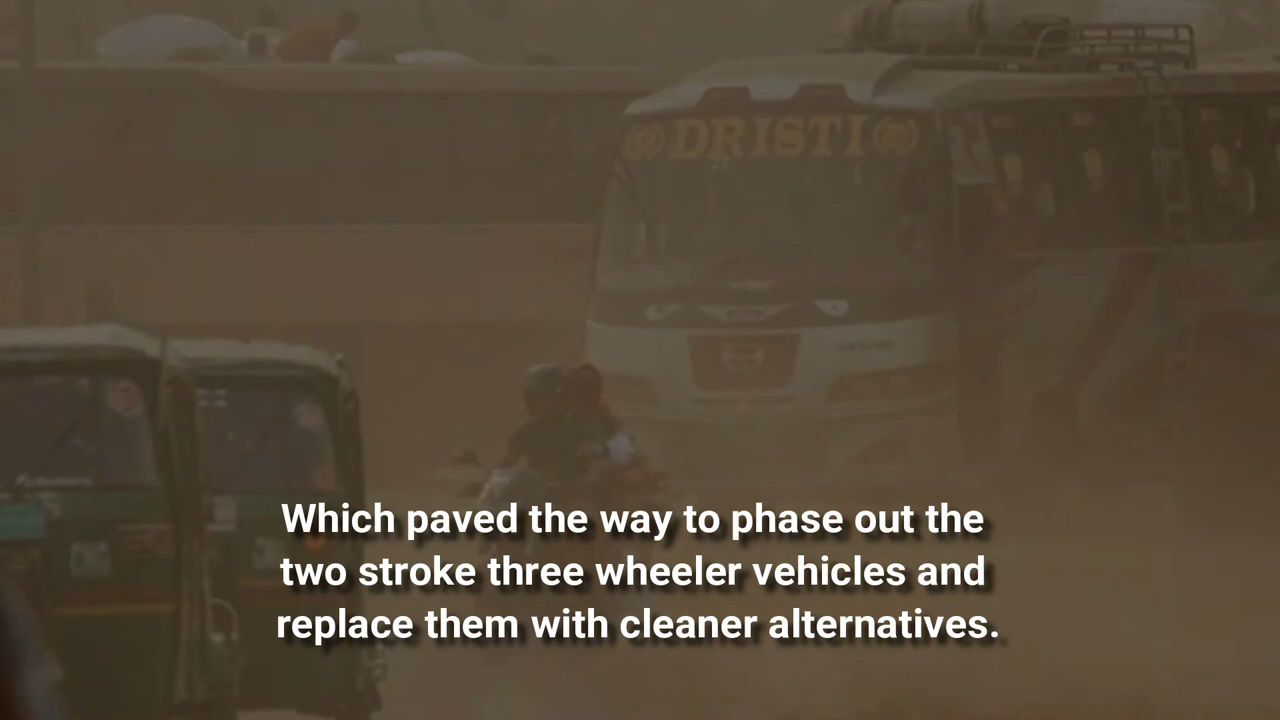 DRISTI
Which paved the way to phase out the
two stroke three wheeler vehicles and
replace them with cleaner alternatives.